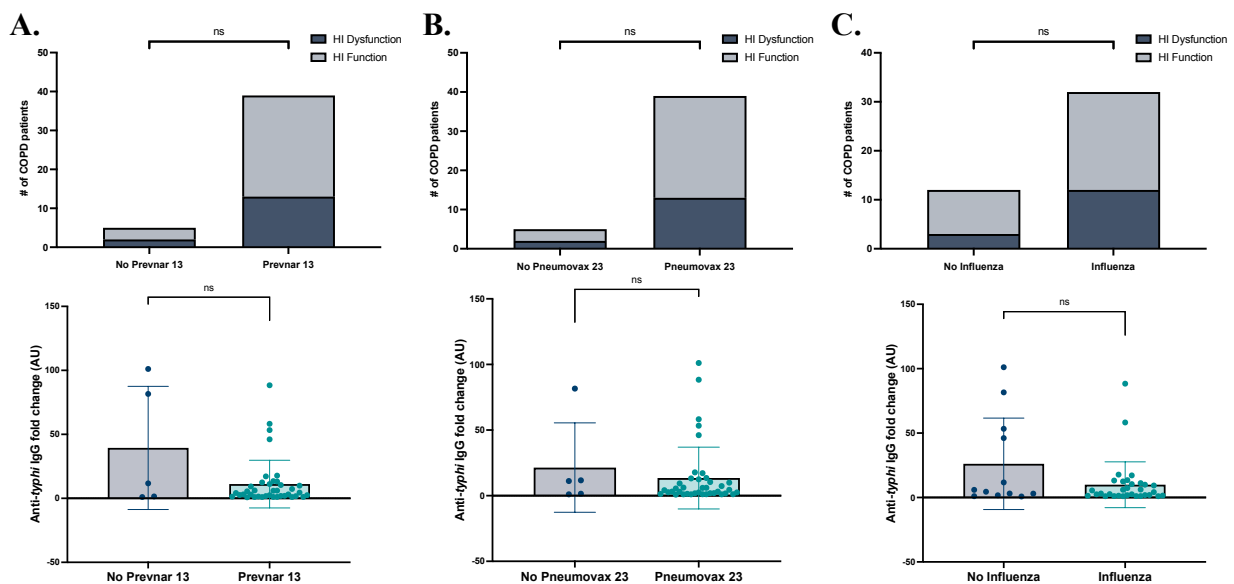 A.
ns
HI Dysfunction
HI Function
# of COPD patients
50
40
30
20
10
0
No Prevnar 13
Prevnar 13
B.
ns
HI Dysfunction
HI Function
# of COPD patients
50
40
30
20
10
0
No Pneumovax 23
Pneumovax 23
C.
ns
HI Dysfunction
HI Function
# of COPD patients
40
30
20
10
0
No Influenza
Influenza
ns
Anti-typhi IgG fold change (AU)
150
100
50
0
-50
No Prevnar 13
Prevnar 13
ns
Anti-typhi IgG fold change (AU)
150
100
50
0
-50
No Pneumovax 23
Pneumovax 23
ns
Anti-typhi IgG fold change (AU)
150
100
50
0
-50
No Influenza
Influenza